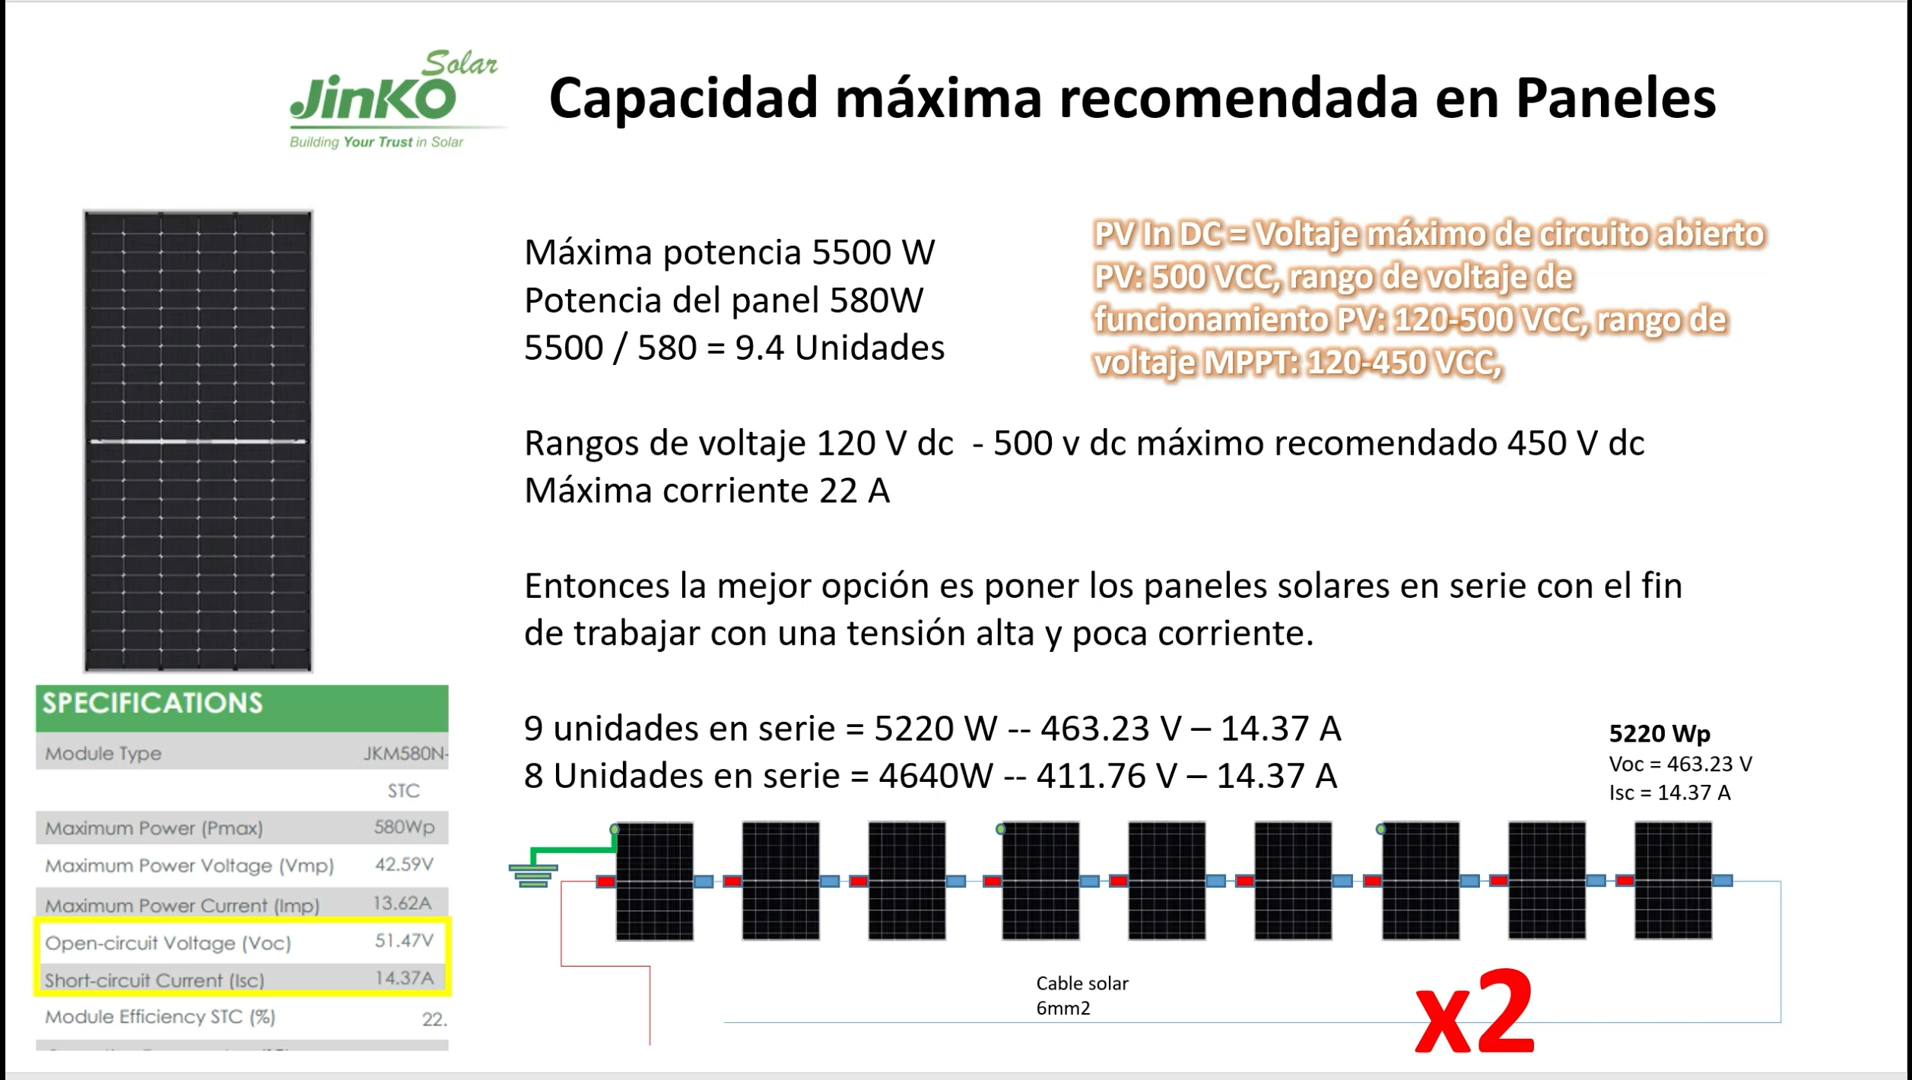 Solar
JinKO
Building Your Trust in Solar
Capacidad máxima recomendada en Paneles
Máxima potencia 5500 W
Potencia del panel 580W
5500 / 580 = 9.4 Unidades
PV In DC = Voltaje máximo de circuito abierto
PV: 500 VCC, rango de voltaje de
funcionamiento PV: 120-500 VCC, rango de
voltaje MPPT: 120-450 VCC,
Rangos de voltaje 120 V dc - 500 v dc máximo recomendado 450 V dc
Máxima corriente 22 A
Entonces la mejor opción es poner los paneles solares en serie con el fin
de trabajar con una tensión alta y poca corriente.
9 unidades en serie = 5220 W -- 463.23 V – 14.37 A
8 Unidades en serie = 4640W -- 411.76 V – 14.37 A
5220 Wp
Voc = 463.23 V
Isc = 14.37 A
SPECIFICATIONS
Module Type JKM580N-
STC
Maximum Power (Pmax) 580Wp
Maximum Power Voltage (Vmp) 42.59V
Maximum Power Current (Imp) 13.62A
Open-circuit Voltage (Voc) 51.47V
Short-circuit Current (Isc) 14.37A
Module Efficiency STC (%) 22.
Cable solar
6mm2
x2